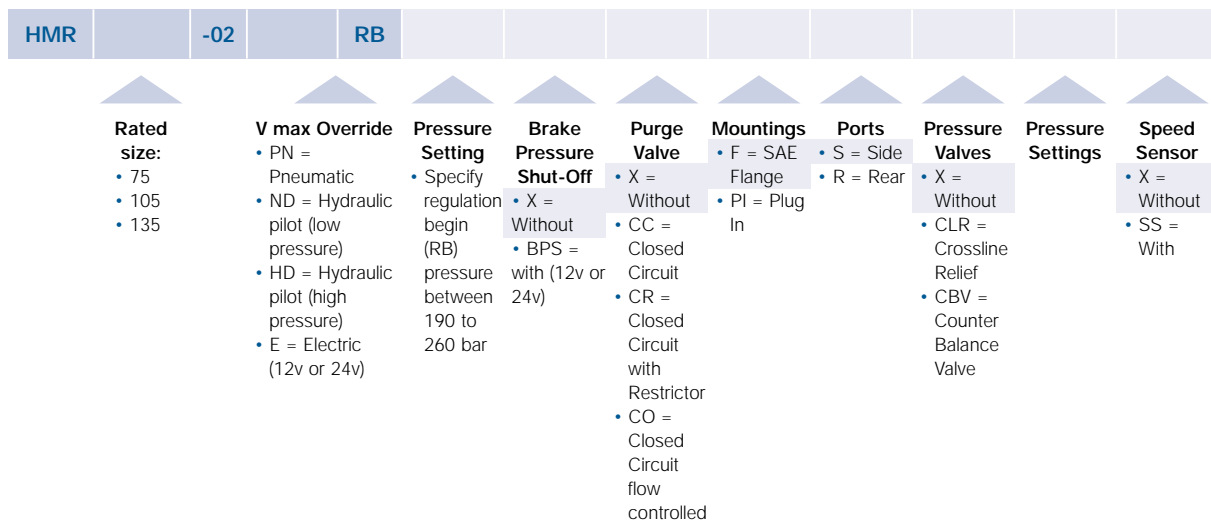 HMR -02 RB
Rated
size:
• 75
• 105
• 135
V max Override
• PN =
Pneumatic
• ND = Hydraulic
pilot (low
pressure)
• HD = Hydraulic
pilot (high
pressure)
• E = Electric
(12v or 24v)
Pressure
Setting
• Specify
regulation
begin
(RB)
pressure
between
190 to
260 bar
Brake
Pressure
Shut-Off
• X =
Without
• BPS =
with (12v or
24v)
Purge
Valve
• X =
Without
• CC =
Closed
Circuit
• CR =
Closed
Circuit
with
Restrictor
• CO =
Closed
Circuit
flow
controlled
Mountings
• F = SAE
Flange
• PI = Plug
In
Ports
• S = Side
• R = Rear
Pressure
Valves
• X =
Without
• CLR =
Crossline
Relief
• CBV =
Counter
Balance
Valve
Pressure
Settings
Speed
Sensor
• X =
Without
• SS =
With